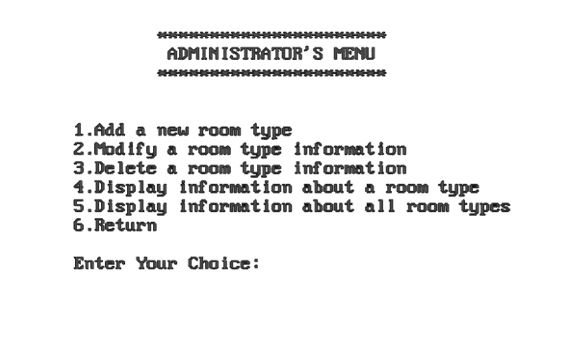 **********************
ADMINISTRATOR'S MENU
**********************
1.Add a new room type
2.Modify a room type information
3.Delete a room type information
4.Display information about a room type
5.Display information about all room types
6.Return
Enter Your Choice: